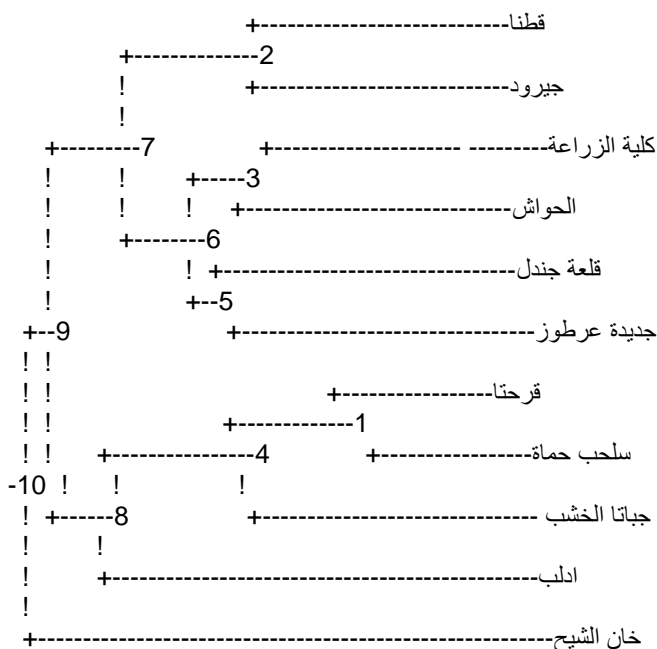 قطنا
2
جيرود
7
كلية الزراعة
3
الحواش
6
قلعة جندل
5
9
جديدة عرطوز
قرحتا
1
4
سلحب حماة
-10
8
جباتا الخشب
ادلب
خان الشيح